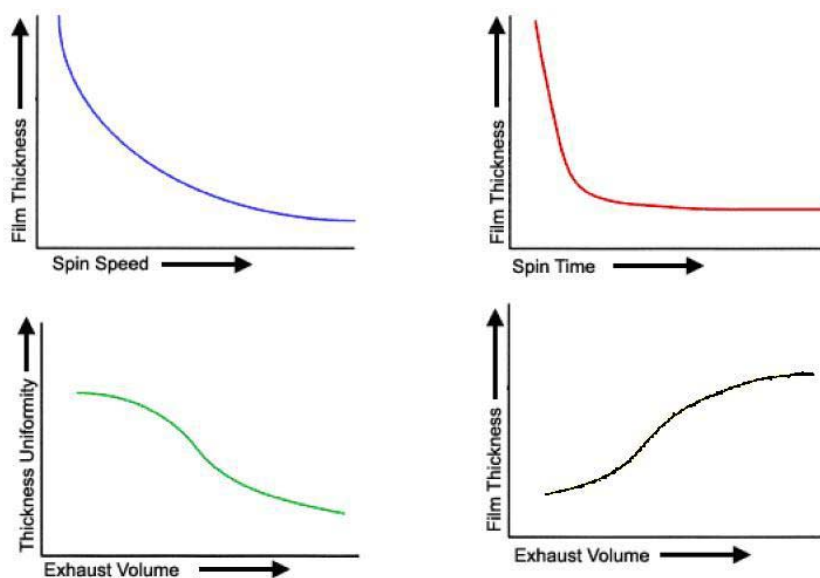 Film Thickness
Spin Speed
Film Thickness
Spin Time
Thickness Uniformity
Exhaust Volume
Film Thickness
Exhaust Volume